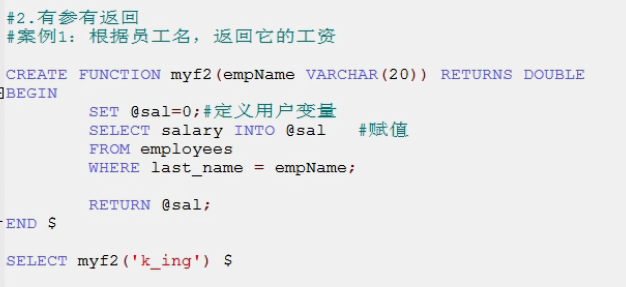 #2.有参有返回
#案例1：根据员工名，返回它的工资
CREATE FUNCTION myf2(empName VARCHAR(20)) RETURNS DOUBLE
BEGIN
SET @sal=0;#定义用户变量
SELECT salary INTO @sal #赋值
FROM employees
WHERE last_name = empName;
RETURN @sal;
END $
SELECT myf2('k_ing') $